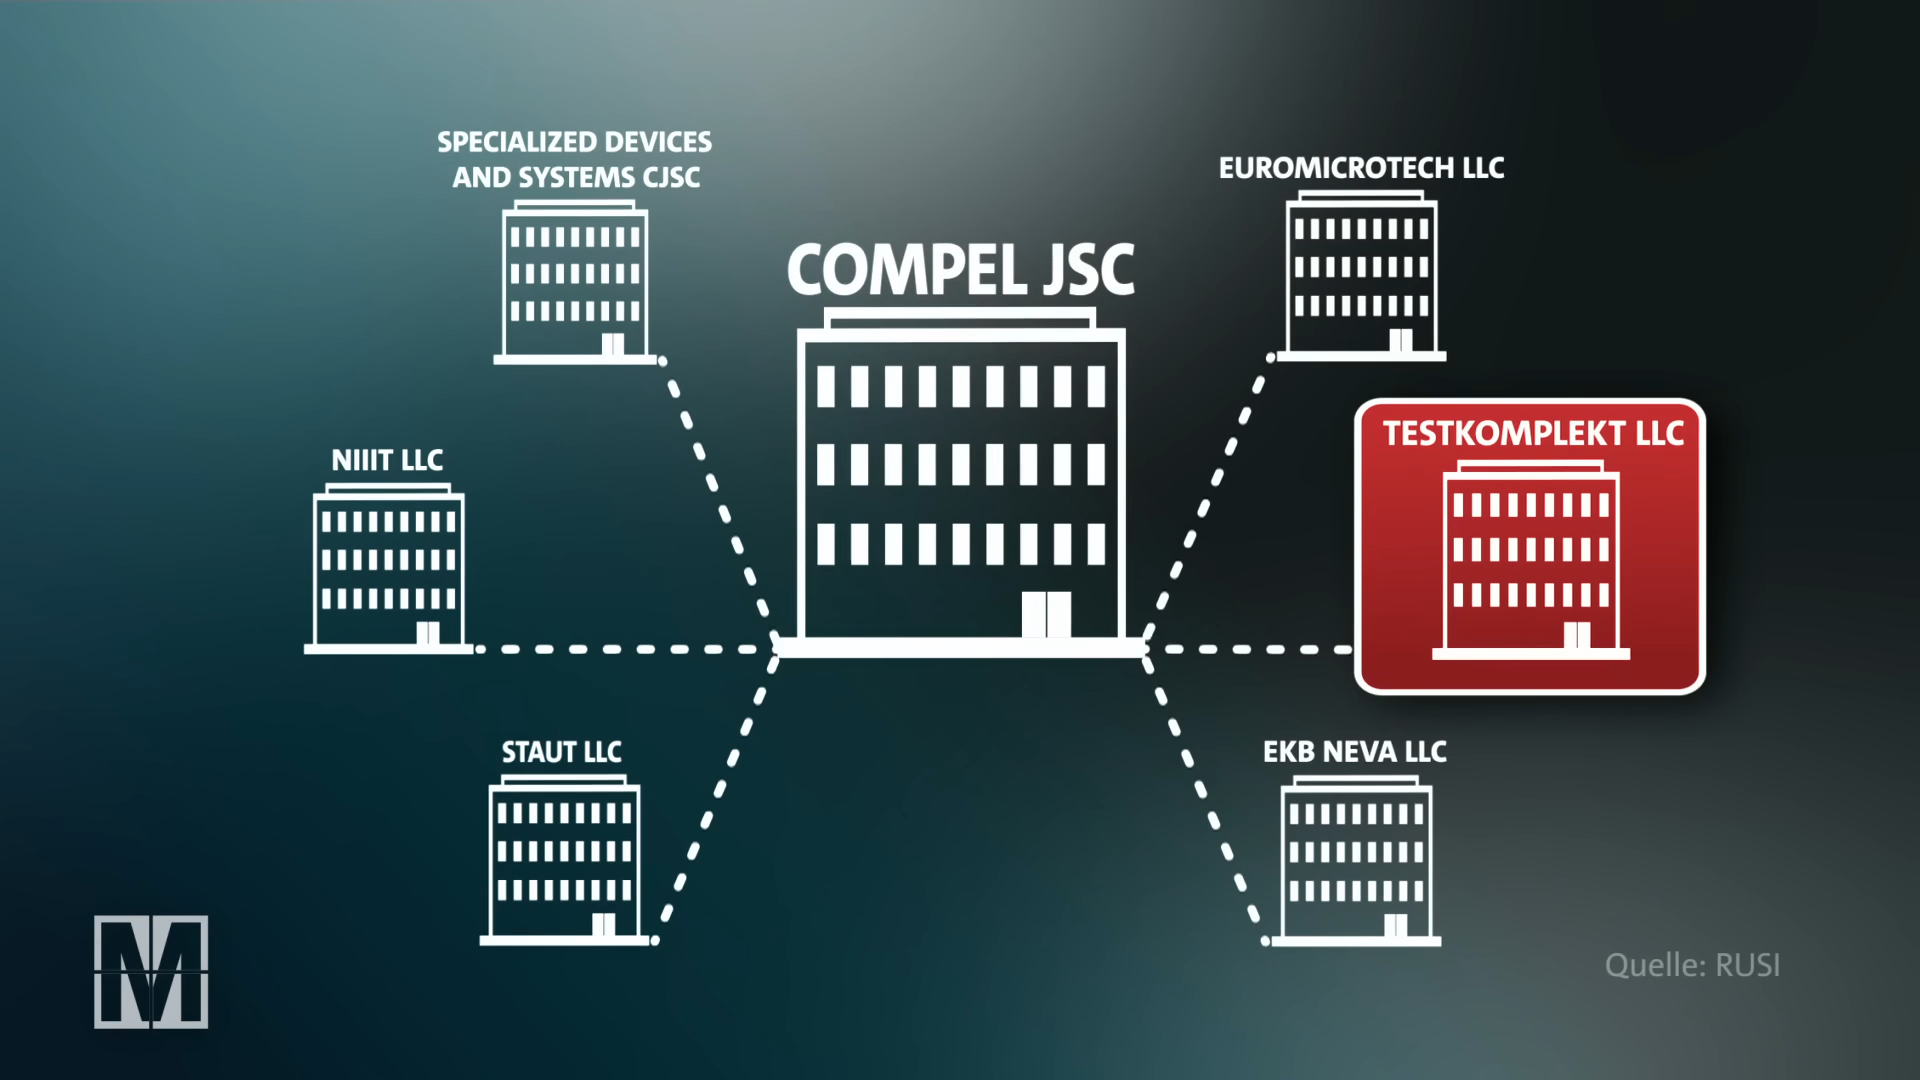 SPECIALIZED DEVICES
AND SYSTEMS CJSC
EUROMICROTECH LLC
COMPEL JSC
NIIIT LLC
TESTKOMPLEKT LLC
STAUT LLC
EKB NEVA LLC
M
Quelle: RUSI